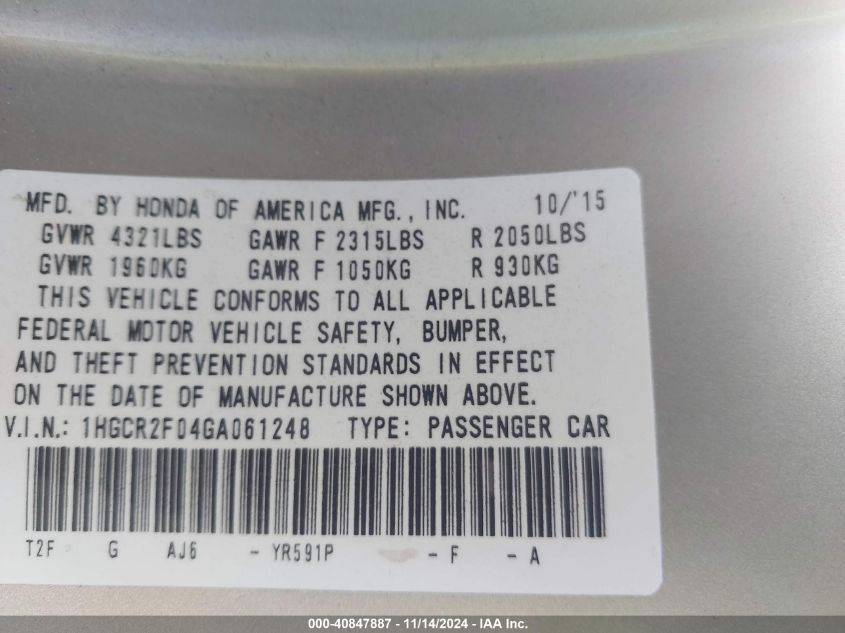 MFD. BY HONDA OF AMERICA MFG., INC. 10/'15
GVWR 4321LBS GAWR F 2315LBS R 2050LBS
GVWR 1960KG GAWR F 1050KG R 930KG
THIS VEHICLE CONFORMS TO ALL APPLICABLE
FEDERAL MOTOR VEHICLE SAFETY, BUMPER,
AND THEFT PREVENTION STANDARDS IN EFFECT
ON THE DATE OF MANUFACTURE SHOWN ABOVE.
V.I.N.: 1HGCR2F04GA061248 TYPE: PASSENGER CAR
T2F G AJ6 - YR591P - F - A
000-40847887 - 11/14/2024 - IAA Inc.